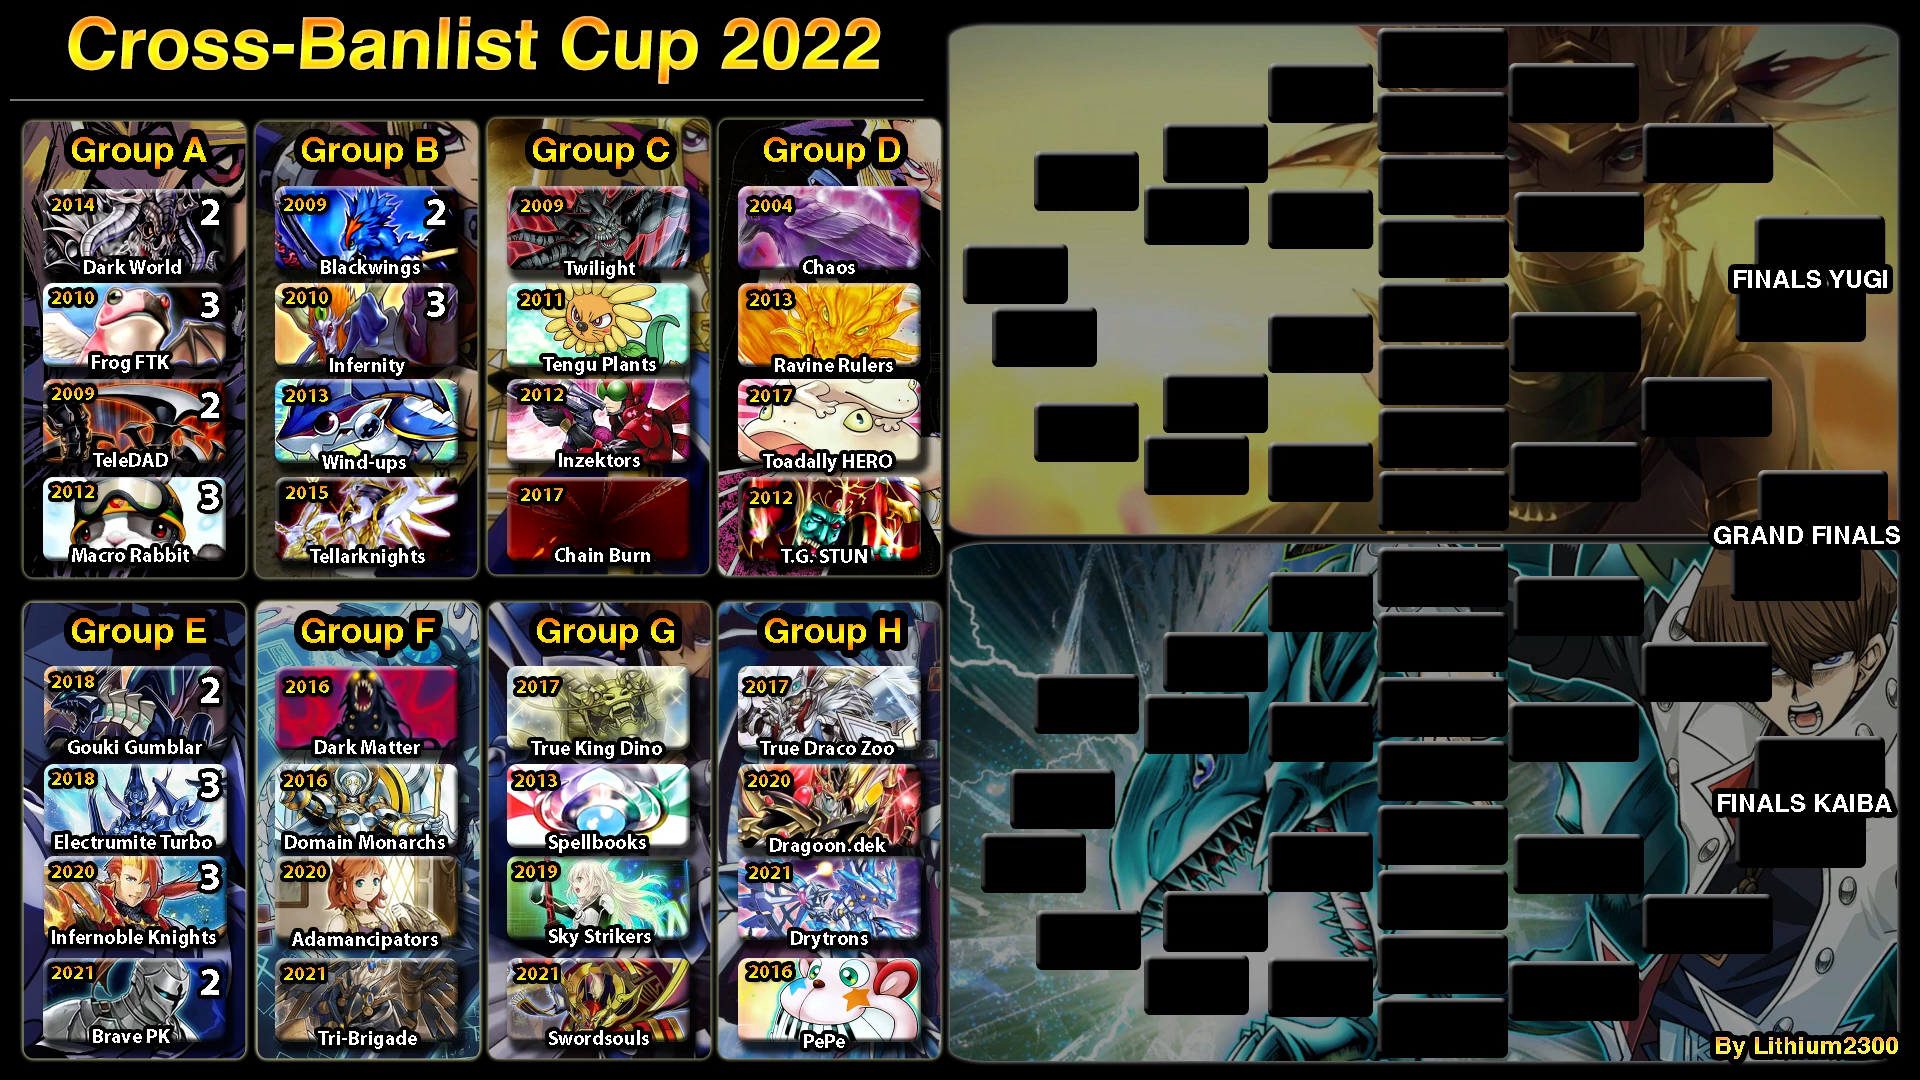 Cross-Banlist Cup 2022
Group A
2014
2
Dark World
2010
3
Frog FTK
2009
2
TeleDAD
2012
3
Macro Rabbit
Group B
2009
2
Blackwings
2010
3
Infernity
2013
Wind-ups
2015
Tellarknights
Group C
2009
Twilight
2011
Tengu Plants
2012
Inzektors
2017
Chain Burn
Group D
2004
Chaos
2013
Ravine Rulers
2017
Toadally HERO
2012
T.G. STUN
Group E
2018
2
Gouki Gumblar
2018
3
Electrumite Turbo
2020
3
Infernoble Knights
2021
2
Brave PK
Group F
2016
Dark Matter
2016
Domain Monarchs
2020
Adamancipators
2021
Tri-Brigade
Group G
2017
True King Dino
2013
Spellbooks
2019
Sky Strikers
2021
Swordsouls
Group H
2017
True Draco Zoo
2020
Dragoon.dek
2021
Drytrons
2016
PePe
FINALS YUGI
GRAND FINALS
FINALS KAIBA
By Lithium2300